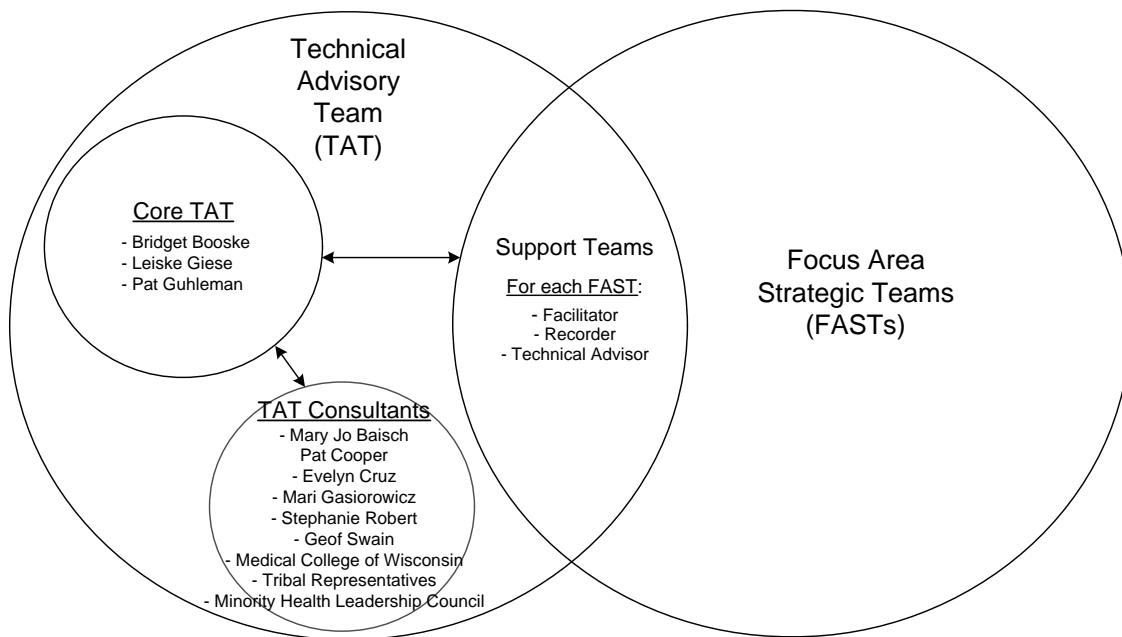 Technical
Advisory
Team
(TAT)
Core TAT
- Bridget Booske
- Leiske Giese
- Pat Guhleman
Support Teams
For each FAST:
- Facilitator
- Recorder
- Technical Advisor
Focus Area
Strategic Teams
(FASTs)
TAT Consultants
- Mary Jo Baisch
Pat Cooper
- Evelyn Cruz
- Mari Gasiorowicz
- Stephanie Robert
- Geof Swain
- Medical College of Wisconsin
- Tribal Representatives
- Minority Health Leadership Council